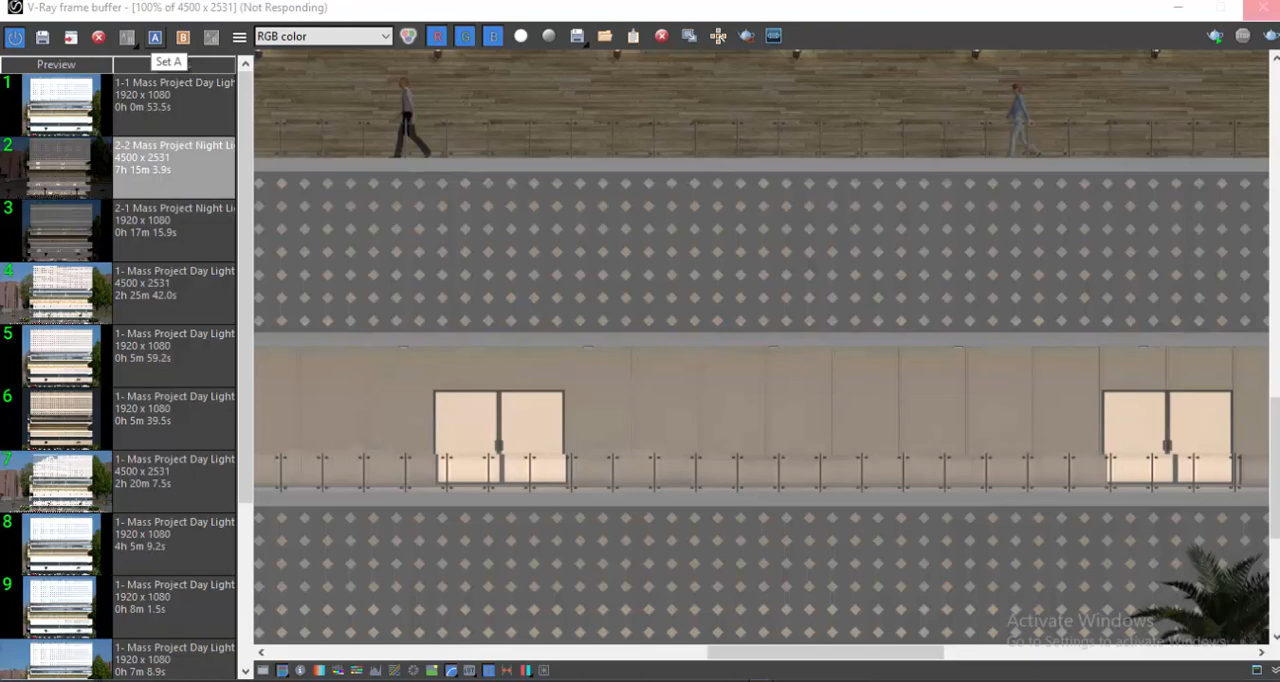 V-Ray frame buffer - [100% of 4500 x 2531] (Not Responding)
A
B
RGB color
R
G
B
Preview
Set A
1
1-1 Mass Project Day Light
1920 x 1080
0h 0m 53.5s
2
2-2 Mass Project Night Li
4500 x 2531
7h 15m 3.9s
3
2-1 Mass Project Night Li
1920 x 1080
0h 17m 15.9s
4
1- Mass Project Day Light
4500 x 2531
2h 25m 42.0s
5
1- Mass Project Day Light
1920 x 1080
0h 5m 59.2s
6
1- Mass Project Day Light
1920 x 1080
0h 5m 39.5s
7
1- Mass Project Day Light
4500 x 2531
2h 20m 7.5s
8
1- Mass Project Day Light
1920 x 1080
4h 5m 9.2s
9
1- Mass Project Day Light
1920 x 1080
0h 8m 1.5s
1- Mass Project Day Light
1920 x 1080
0h 7m 8.9s
Activate Windows
Go to Settings to activate Windows.